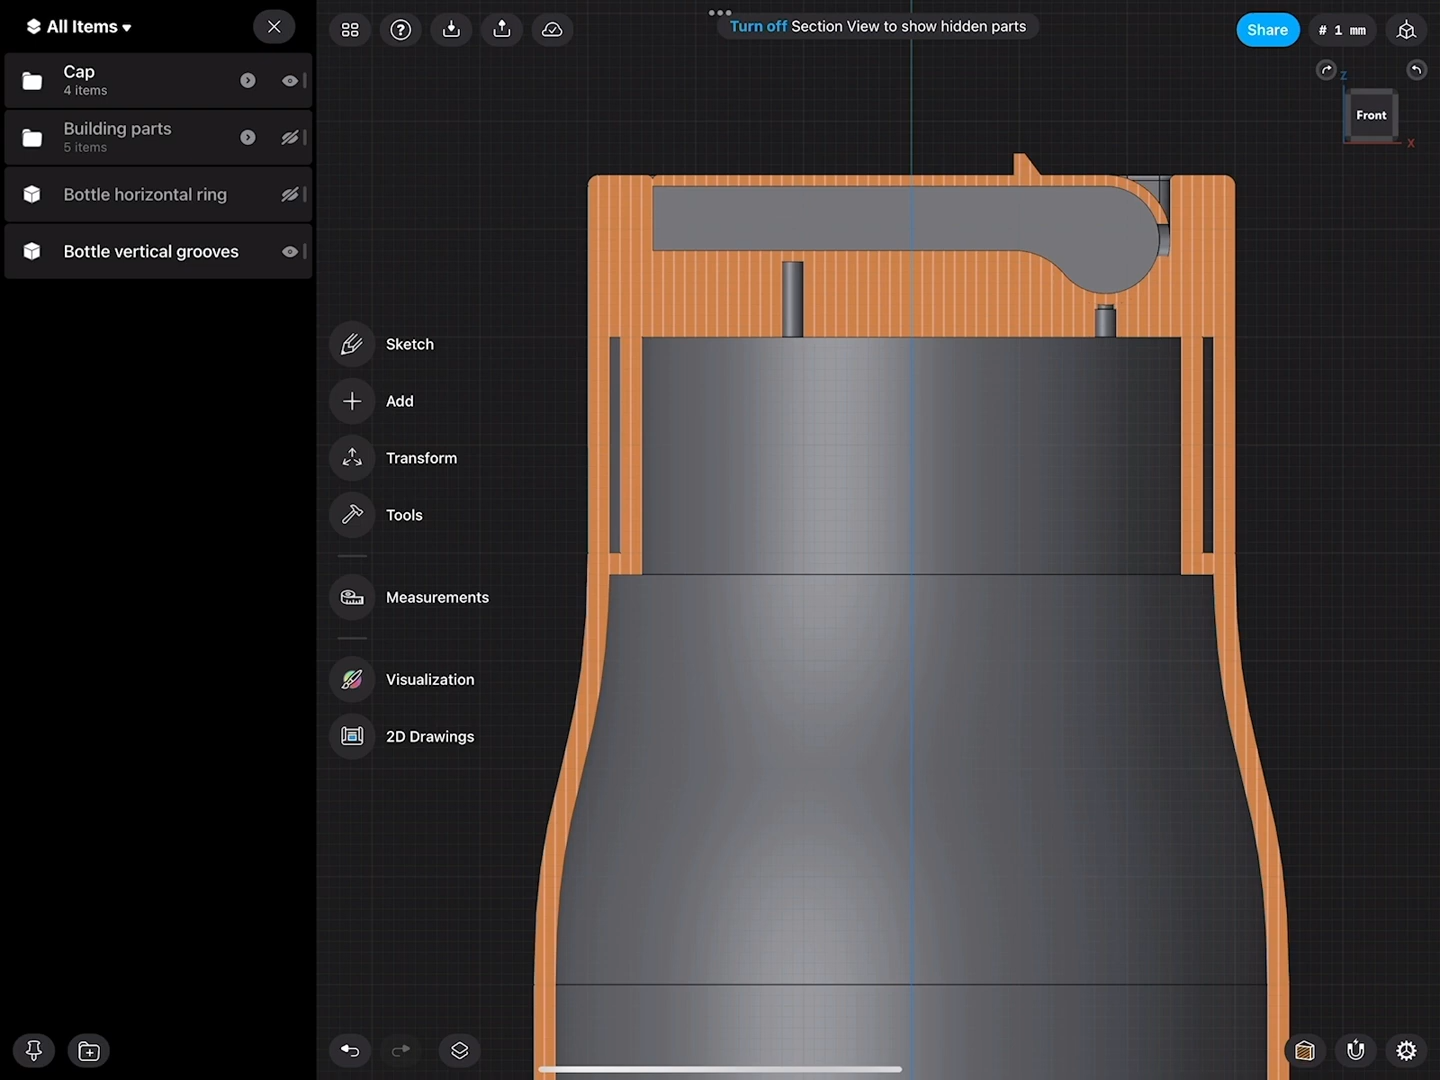 All Items
Cap
4 items
Building parts
5 items
Bottle horizontal ring
Bottle vertical grooves
Turn off Section View to show hidden parts
Share
# 1 mm
Z
Front
X
Sketch
Add
Transform
Tools
Measurements
Visualization
2D Drawings